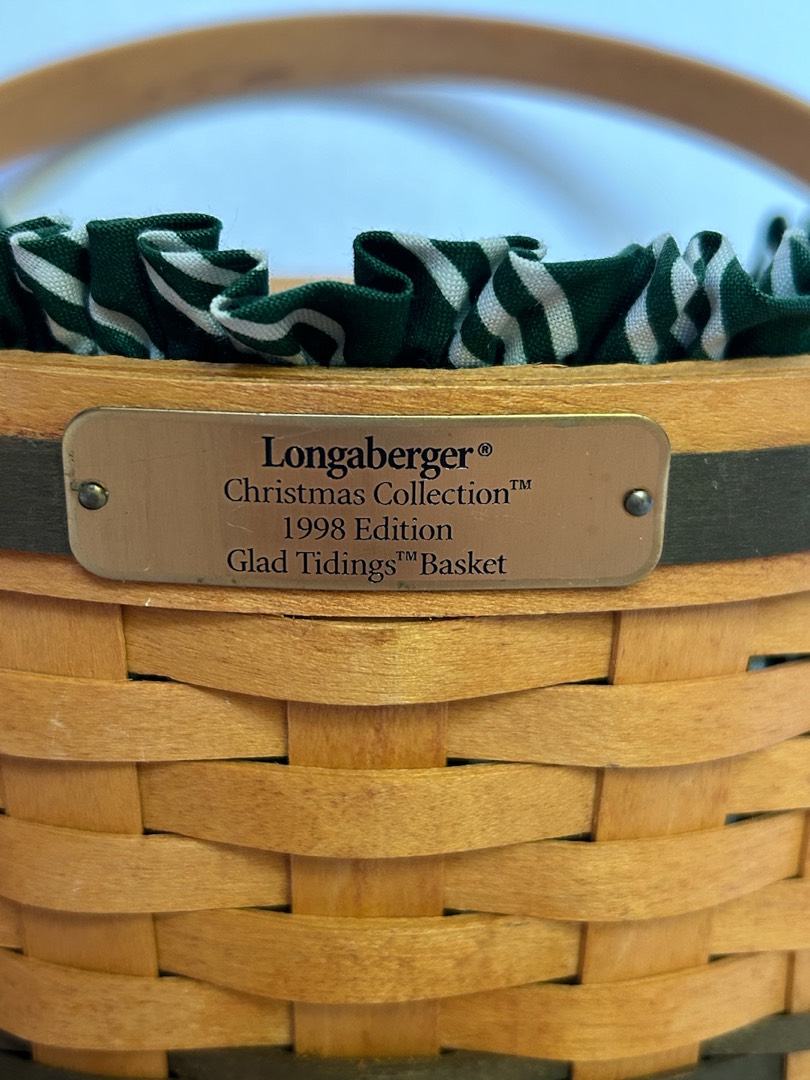 Longaberger®
Christmas Collection™
1998 Edition
Glad Tidings™ Basket